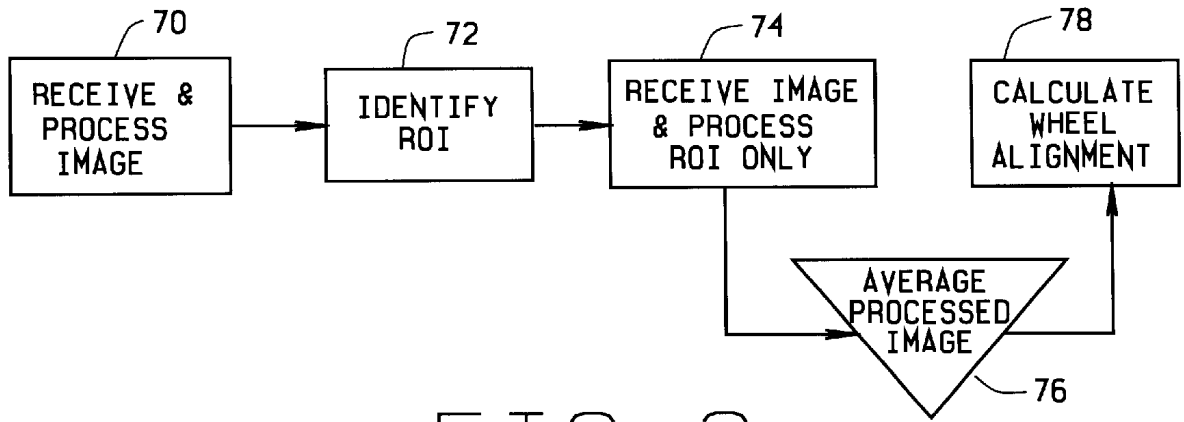 70
RECEIVE &
PROCESS
IMAGE
72
IDENTIFY
ROI
74
RECEIVE IMAGE
& PROCESS
ROI ONLY
78
CALCULATE
WHEEL
ALIGNMENT
AVERAGE
PROCESSED
IMAGE
76